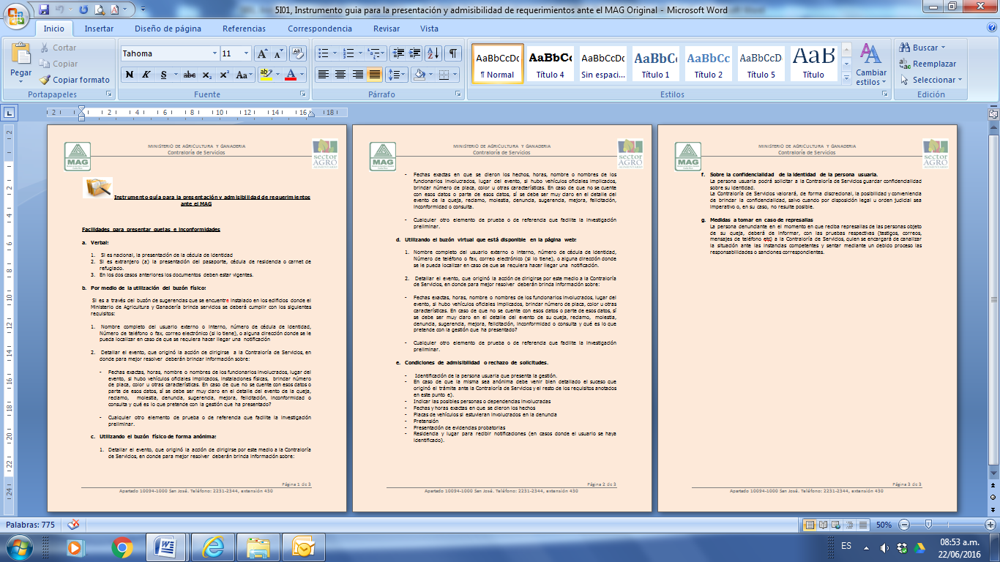 5I01, Instrumento guia para la presentación y admisibilidad de requerimientos ante el MAG Original - Microsoft Word
Inicio
Insertar
Diseño de página
Referencias
Correspondencia
Revisar
Vista
Pegar
Cortar
Copiar
Copiar formato
Portapapeles
Tahoma
11
N K S abc x₂ x² Aa
Fuente
Párrafo
AaBbCcDc
¶ Normal
AaBbCc
Título 4
AaBbCcDc
Sin espaci...
AaBbCc
Título 1
AaBbCc
Título 2
AaBbCcD
Título 5
AaB
Título
Cambiar
estilos
Estilos
Buscar
Reemplazar
Seleccionar
Edición
MINISTERIO DE AGRICULTURA Y GANADERIA
Contraloría de Servicios
MAG
sector
AGRO
ALIMENTARIO
Instrumento guía para la presentación y admisibilidad de requerimientos
ante el MAG
Facilidades para presentar quejas e inconformidades
a. Verbal:
1. Si es nacional, la presentación de la cédula de identidad
2. Si es extranjero (a) la presentación del pasaporte, cédula de residencia o carnet de
refugiado.
3. En los dos casos anteriores los documentos deben estar vigentes.
b. Por medio de la utilización del buzón físico:
Si es a través del buzón de sugerencias que se encuentre instalado en los edificios donde el
Ministerio de Agricultura y Ganadería brinda servicios se deberá cumplir con los siguientes
requisitos:
1. Nombre completo del usuario externo o interno, número de cédula de identidad,
Número de teléfono o fax, correo electrónico (si lo tiene), o alguna dirección donde se le
pueda localizar en caso de que se requiera hacer llegar una notificación
2. Detallar el evento, que originó la acción de dirigirse a la Contraloría de Servicios, en
donde para mejor resolver deberán brindar información sobre:
- Fechas exactas, horas, nombre o nombres de los funcionarios involucrados, lugar del
evento, si hubo vehículos oficiales implicados, instalaciones físicas, brindar número
de placa, color u otras características. En caso de que no se cuente con esos datos o
parte de esos datos, sí se debe ser muy claro en el detalle del evento de la queja,
reclamo, molestia, denuncia, sugerencia, mejora, felicitación, inconformidad o
consulta y qué es lo que pretende con la gestión que ha presentado?
- Cualquier otro elemento de prueba o de referencia que facilite la investigación
preliminar.
c. Utilizando el buzón físico de forma anónima:
1. Detallar el evento, que originó la acción de dirigirse por este medio a la Contraloría
de Servicios, en donde para mejor resolver deberán brinda información sobre:
Página 1 de 3
Apartado 10094-1000 San José. Teléfono: 2231-2344, extensión 430
MINISTERIO DE AGRICULTURA Y GANADERIA
Contraloría de Servicios
MAG
sector
AGRO
ALIMENTARIO
- Fechas exactas en que se dieron los hechos, horas, nombre o nombres de los
funcionarios involucrados, lugar del evento, si hubo vehículos oficiales implicados,
brindar número de placa, color u otras características. En caso de que no se cuente
con esos datos o parte de esos datos, sí se debe ser muy claro en el detalle del
evento de la queja, reclamo, molestia, denuncia, sugerencia, mejora, felicitación,
inconformidad o consulta.
- Cualquier otro elemento de prueba o de referencia que facilite la investigación
preliminar.
d. Utilizando el buzón virtual que está disponible en la página web:
1. Nombre completo del usuario externo o interno, número de cédula de identidad,
Número de teléfono o fax, correo electrónico (si lo tiene), o alguna dirección donde
se le pueda localizar en caso de que se requiera hacer llegar una notificación.
2. Detallar el evento, que originó la acción de dirigirse por este medio a la Contraloría
de Servicios, en donde para mejor resolver deberán brinda información sobre:
- Fechas exactas, horas, nombre o nombres de los funcionarios involucrados, lugar del
evento, si hubo vehículos oficiales implicados, brindar número de placa, color u otras
características. En caso de que no se cuente con esos datos o parte de esos datos, sí
se debe ser muy claro en el detalle del evento de su queja, reclamo, molestia,
denuncia, sugerencia, mejora, felicitación, inconformidad o consulta y qué es lo que
pretende con la gestión que ha presentado?
- Cualquier otro elemento de prueba o de referencia que facilite la investigación
preliminar.
e. Condiciones de admisibilidad o rechazo de solicitudes.
- Identificación de la persona usuaria que presenta la gestión.
- En caso de que la misma sea anónima debe venir bien detallado el suceso que
originó el trámite ante la Contraloría de Servicios y el resto de los requisitos anotados
en este punto e).
- Indicar las posibles personas o dependencias involucradas
- Fechas y horas exactas en que se dieron los hechos
- Placas de vehículos si estuvieran involucrados en la denuncia
- Pretensión
- Presentación de evidencias probatorias
- Residencia y lugar para recibir notificaciones (en casos donde el usuario se haya
identificado).
Página 2 de 3
Apartado 10094-1000 San José. Teléfono: 2231-2344, extensión 430
MINISTERIO DE AGRICULTURA Y GANADERIA
Contraloría de Servicios
MAG
sector
AGRO
ALIMENTARIO
f. Sobre la confidencialidad de la identidad de la persona usuaria.
La persona usuaria podrá solicitar a la Contraloría de Servicios guardar confidencialidad
sobre su identidad.
La Contraloría de Servicios valorará, de forma discrecional, la posibilidad y conveniencia
de brindar la confidencialidad, salvo cuando por disposición legal u orden judicial sea
imperativo o, en su caso, no resulte posible.
g. Medidas a tomar en caso de represalias
La persona denunciante en el momento en que reciba represalias de las personas objeto
de su queja, deberá de informar, con las pruebas respectivas (testigos, correos,
mensajes de teléfono etc) a la Contraloría de Servicios, quien se encargará de canalizar
la situación ante las instancias competentes y sentar mediante un debido proceso las
responsabilidades o sanciones correspondientes.
Página 3 de 3
Apartado 10094-1000 San José. Teléfono: 2231-2344, extensión 430
Palabras: 775
50%
ES
08:53 a.m.
22/06/2016